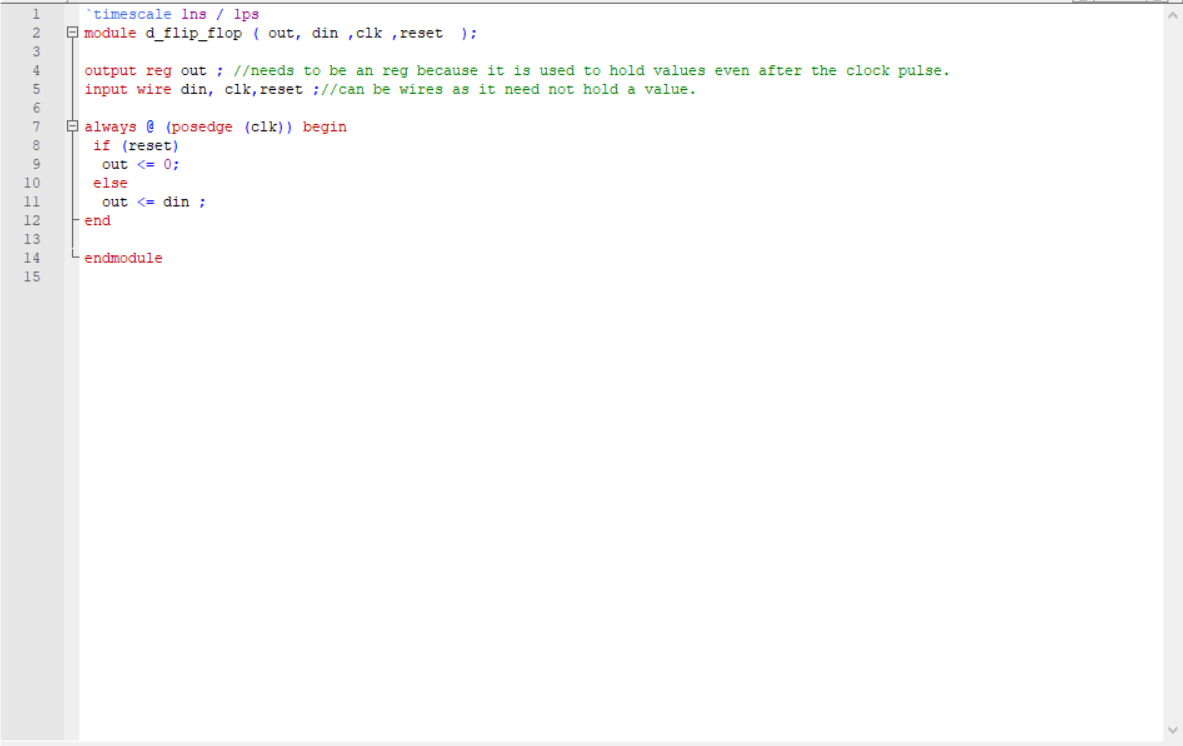 1 `timescale 1ns / 1ps
2 module d_flip_flop ( out, din ,clk ,reset  );
3
4 output reg out ; //needs to be an reg because it is used to hold values even after the clock pulse.
5 input wire din, clk,reset ;//can be wires as it need not hold a value.
6
7 always @ (posedge (clk)) begin
8  if (reset)
9   out <= 0;
10  else
11   out <= din ;
12 end
13
14 endmodule
15